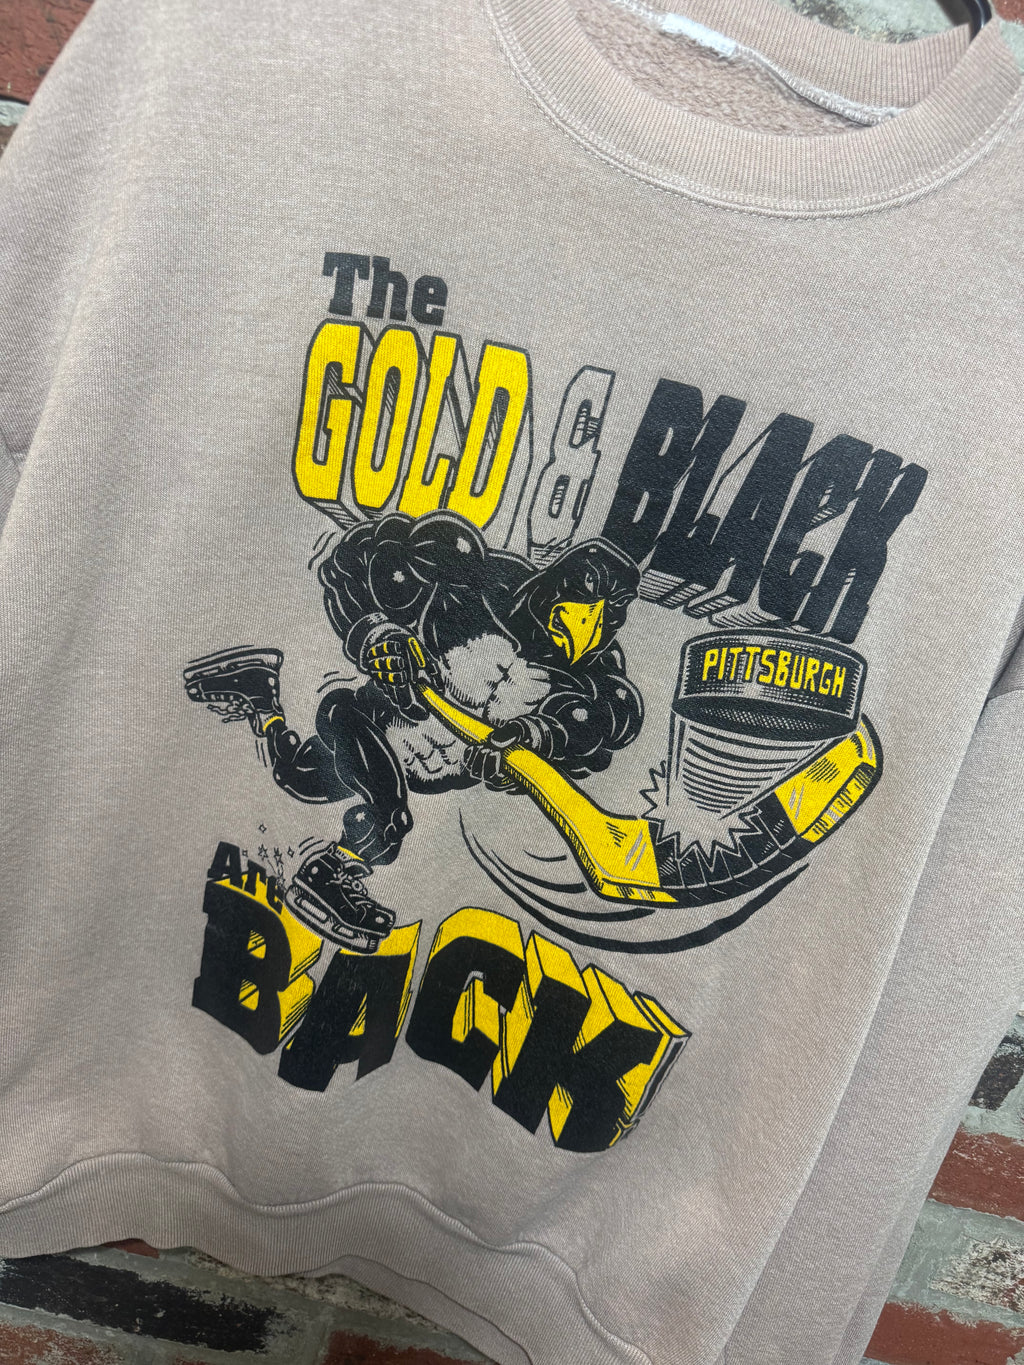 The
GOLD & BLACK
PITTSBURGH
Are
BACK